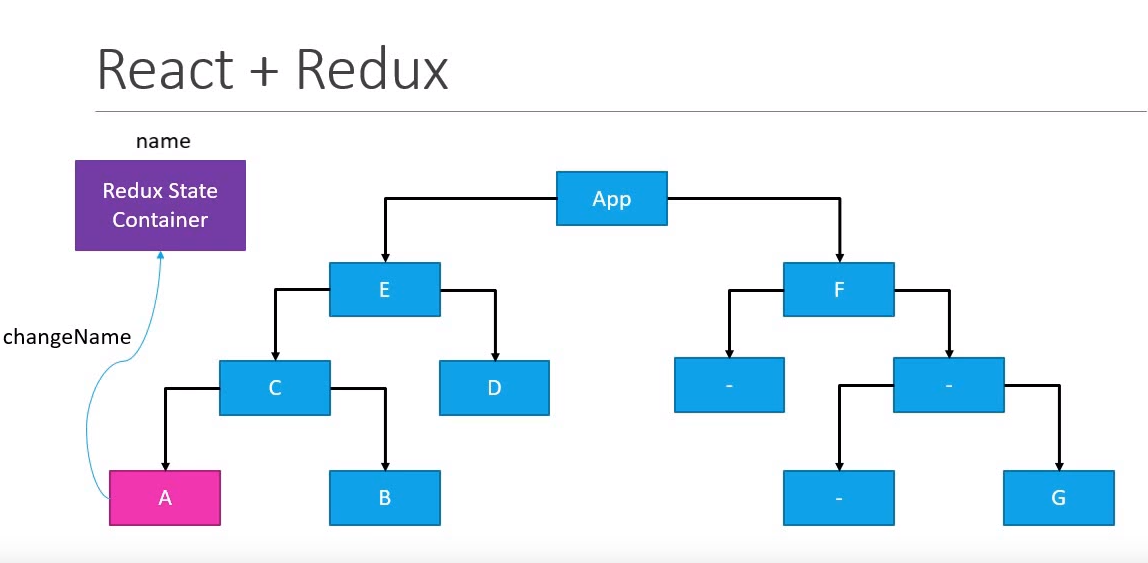 React + Redux
name
Redux State
Container
App
E
F
changeName
C
D
-
-
A
B
-
G